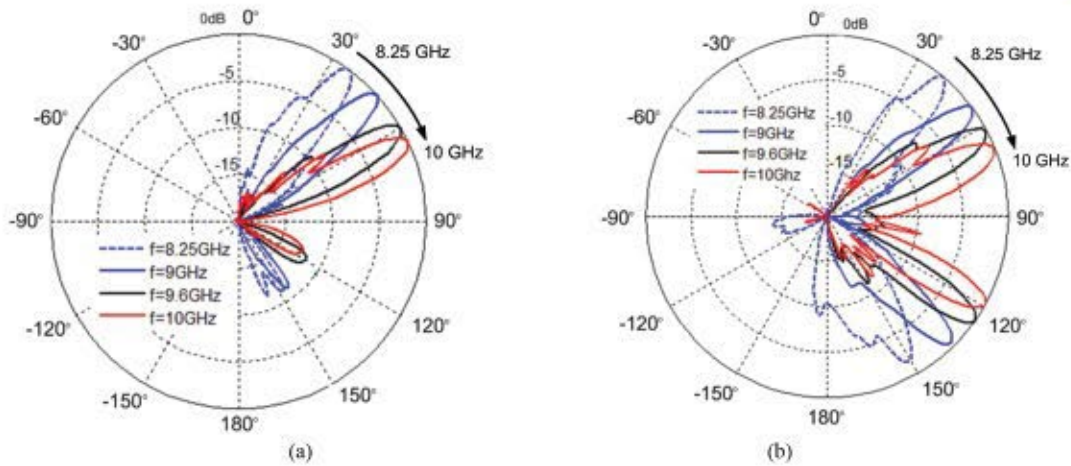 0dB 0°
-30°
30°
8.25 GHz
-5
-60°
-10
10 GHz
-15
-90°
90°
f=8.25GHz
f=9GHz
f=9.6GHz
f=10GHz
-120°
120°
-150°
150°
180°
(a)
0° 0dB
-30°
30°
8.25 GHz
-5
f=8.25GHz
-60°
-10
f=9GHz
f=9.6GHz
10 GHz
-15
f=10Ghz
-90°
90°
-120°
120°
-150°
150°
180°
(b)